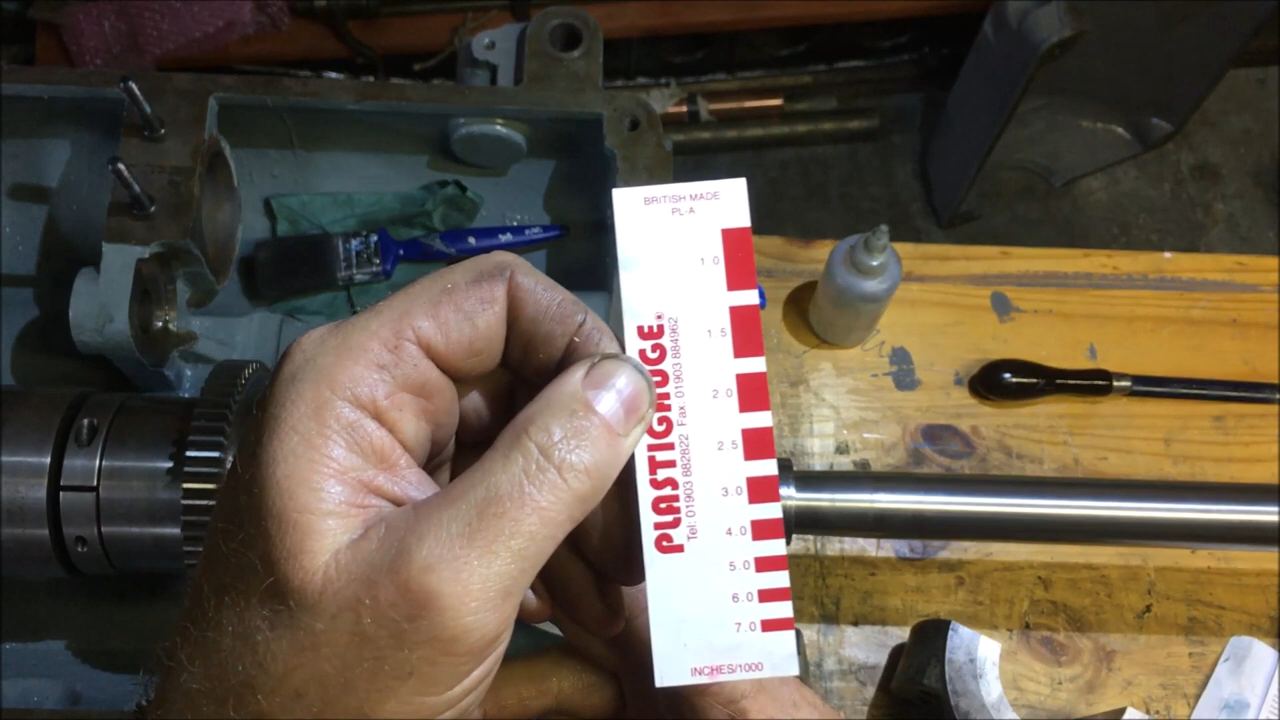 BRITISH MADE
PL-A
1 0
1 5
2 0
2.5
3.0
4.0
5.0
6.0
7.0
PLASTIGAUGE®
Tel: 01903 882822 Fax: 01903 884962
INCHES/1000